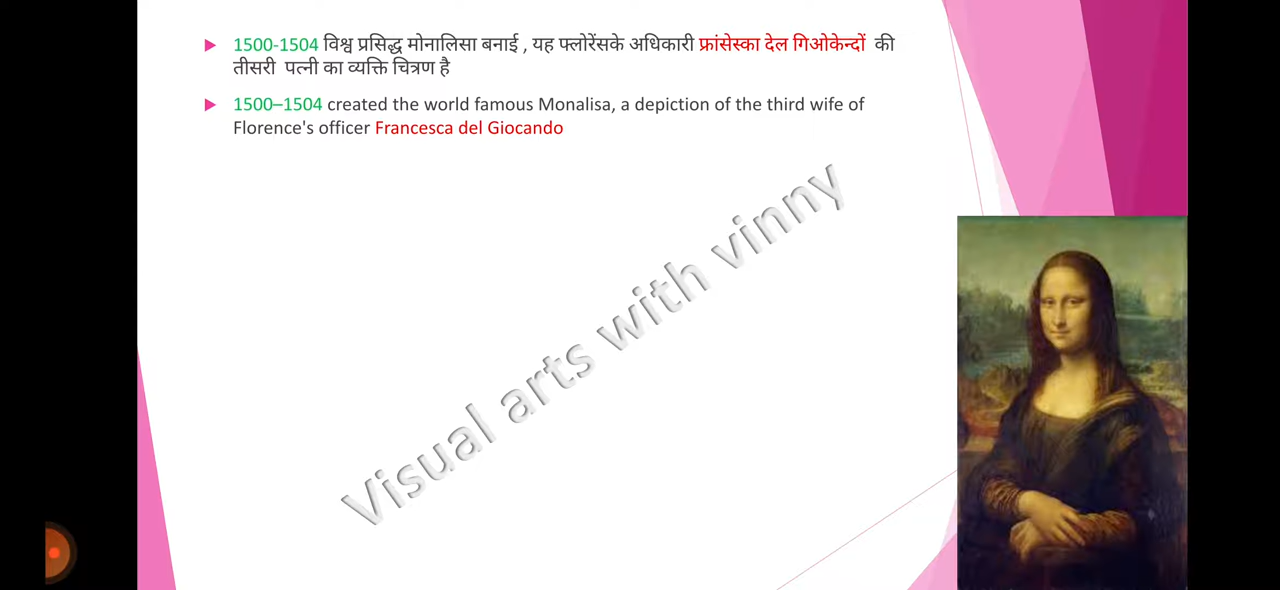 1500-1504 विश्व प्रसिद्ध मोनालिसा बनाई , यह फ्लोरेंसके अधिकारी फ्रांसेस्का देल गिओकेन्दों की
तीसरी पत्नी का व्यक्ति चित्रण है
1500–1504 created the world famous Monalisa, a depiction of the third wife of
Florence's officer Francesca del Giocando
Visual arts with vinny